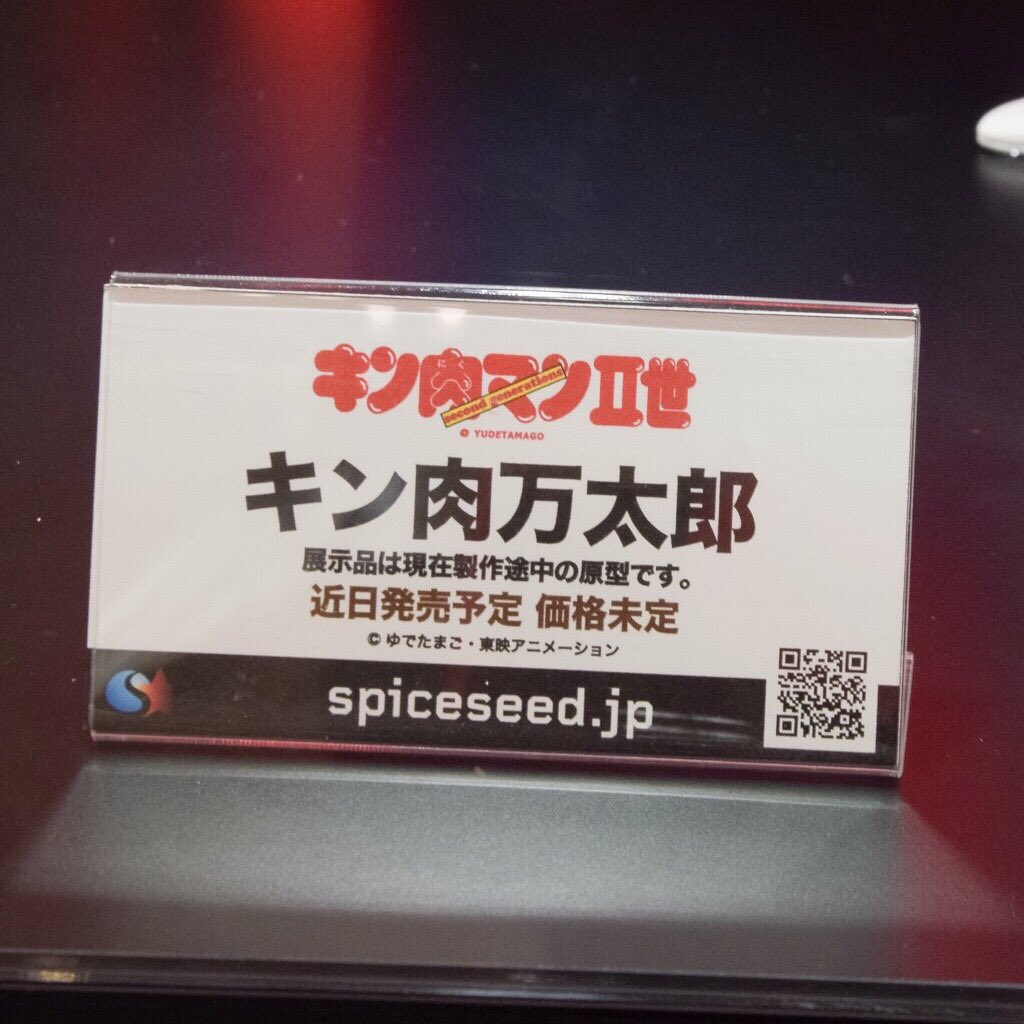 キン肉マンⅡ世
second generations
© YUDETAMAGO
キン肉万太郎
展示品は現在製作途中の原型です。
近日発売予定 価格未定
© ゆでたまご・東映アニメーション
spiceseed.jp